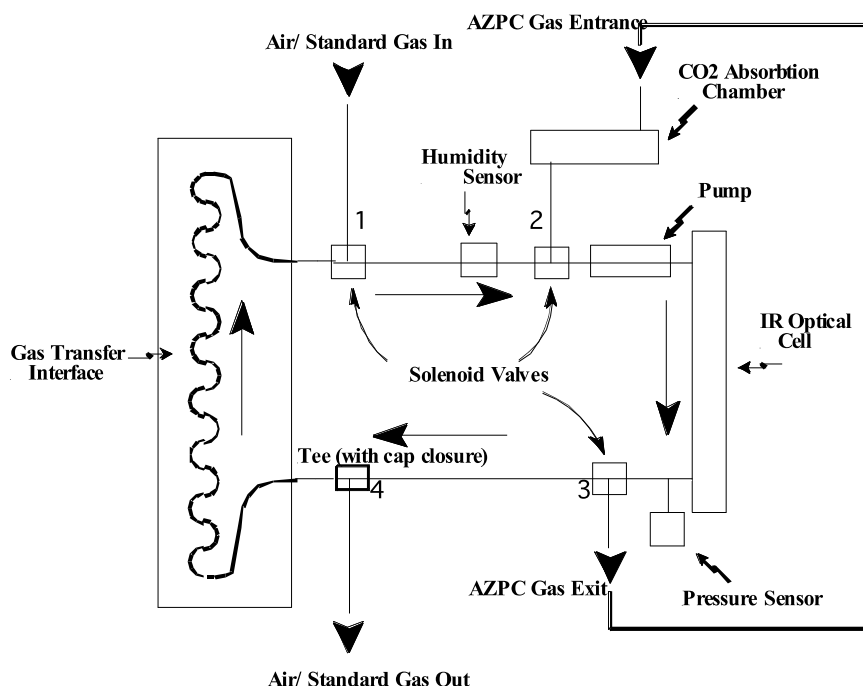 AZPC Gas Entrance
Air/ Standard Gas In
CO2 Absorbtion
Chamber
Humidity
Sensor
Pump
1
2
IR Optical
Cell
Gas Transfer
Interface
Solenoid Valves
Tee (with cap closure)
4
3
AZPC Gas Exit
Pressure Sensor
Air/ Standard Gas Out